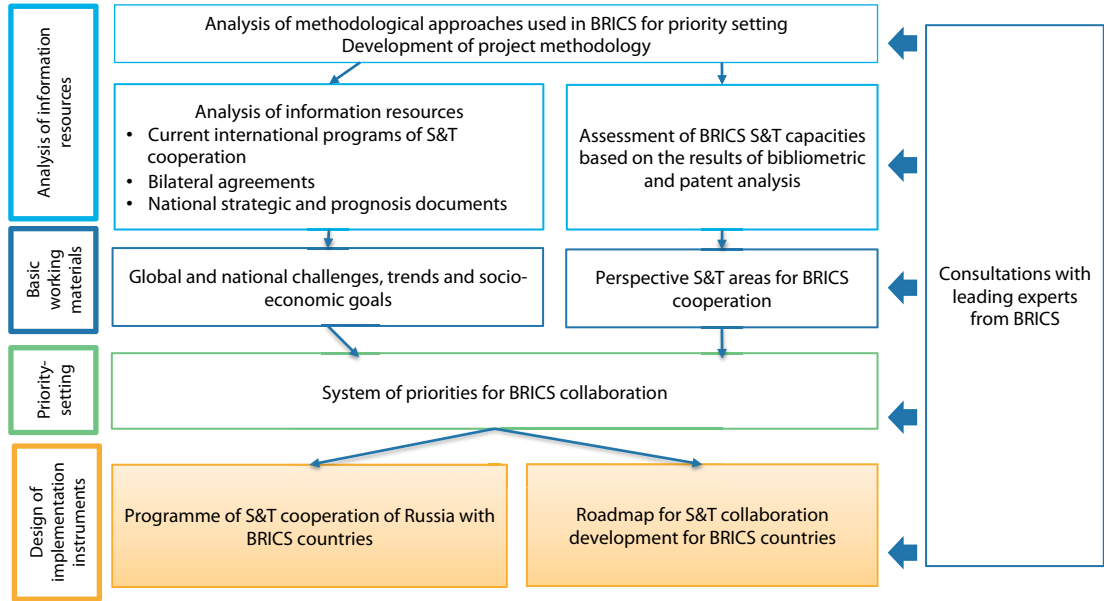 Analysis of information
resources
Analysis of methodological approaches used in BRICS for priority setting
Development of project methodology
Analysis of information resources
• Current international programs of S&T
cooperation
• Bilateral agreements
• National strategic and prognosis documents
Assessment of BRICS S&T capacities
based on the results of bibliometric
and patent analysis
Basic
working
materials
Global and national challenges, trends and socio-
economic goals
Perspective S&T areas for BRICS
cooperation
Priority-
setting
System of priorities for BRICS collaboration
Design of
implementation
instruments
Programme of S&T cooperation of Russia with
BRICS countries
Roadmap for S&T collaboration
development for BRICS countries
Consultations with
leading experts
from BRICS